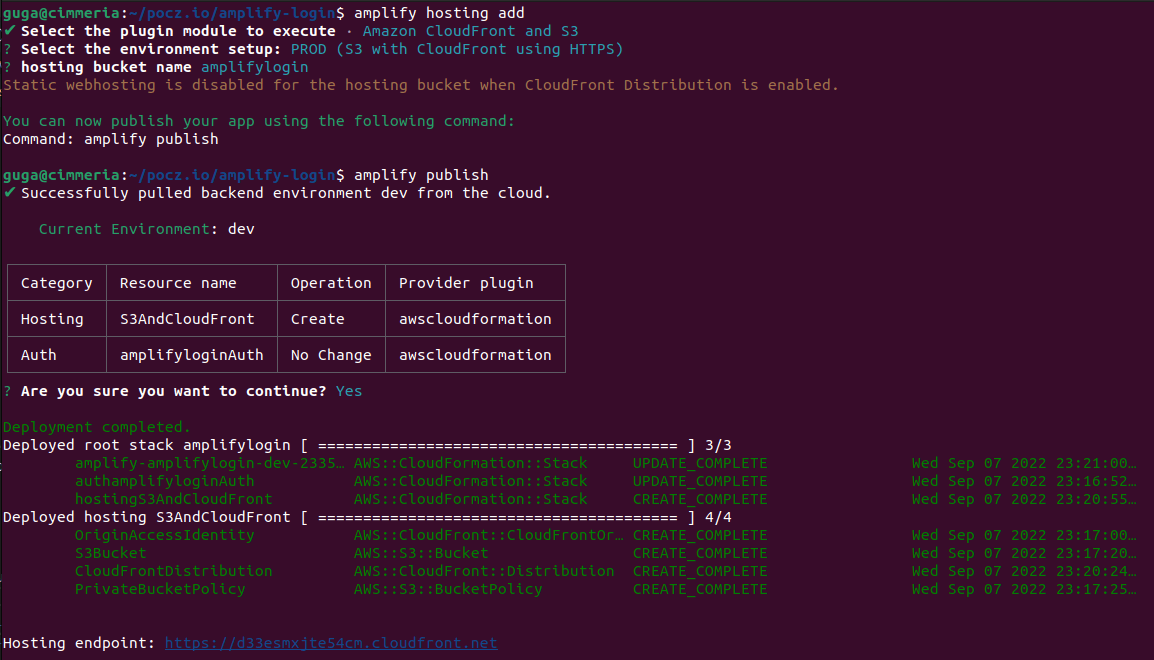 guga@cimmeria:~/pocz.io/amplify-login$ amplify hosting add
✔ Select the plugin module to execute · Amazon CloudFront and S3
? Select the environment setup: PROD (S3 with CloudFront using HTTPS)
? hosting bucket name amplifylogin
Static webhosting is disabled for the hosting bucket when CloudFront Distribution is enabled.
You can now publish your app using the following command:
Command: amplify publish
guga@cimmeria:~/pocz.io/amplify-login$ amplify publish
✔ Successfully pulled backend environment dev from the cloud.
Current Environment: dev
Category Resource name Operation Provider plugin
Hosting S3AndCloudFront Create awscloudformation
Auth amplifyloginAuth No Change awscloudformation
? Are you sure you want to continue? Yes
Deployment completed.
Deployed root stack amplifylogin [ ======================================== ] 3/3
amplify-amplifylogin-dev-2335… AWS::CloudFormation::Stack UPDATE_COMPLETE Wed Sep 07 2022 23:21:00…
authamplifyloginAuth AWS::CloudFormation::Stack UPDATE_COMPLETE Wed Sep 07 2022 23:16:52…
hostingS3AndCloudFront AWS::CloudFormation::Stack CREATE_COMPLETE Wed Sep 07 2022 23:20:55…
Deployed hosting S3AndCloudFront [ ======================================== ] 4/4
OriginAccessIdentity AWS::CloudFront::CloudFrontOr… CREATE_COMPLETE Wed Sep 07 2022 23:17:00…
S3Bucket AWS::S3::Bucket CREATE_COMPLETE Wed Sep 07 2022 23:17:20…
CloudFrontDistribution AWS::CloudFront::Distribution CREATE_COMPLETE Wed Sep 07 2022 23:20:24…
PrivateBucketPolicy AWS::S3::BucketPolicy CREATE_COMPLETE Wed Sep 07 2022 23:17:25…
Hosting endpoint: https://d33esmxjte54cm.cloudfront.net